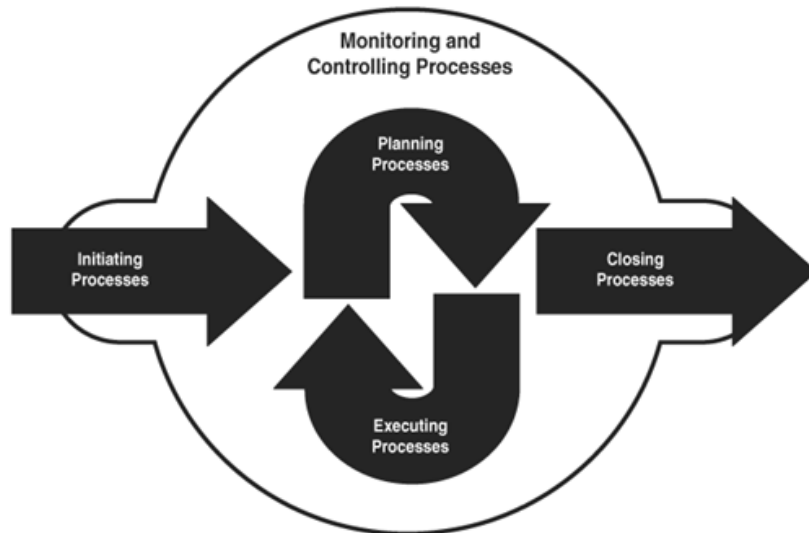 Monitoring and
Controlling Processes
Planning
Processes
Initiating
Processes
Closing
Processes
Executing
Processes